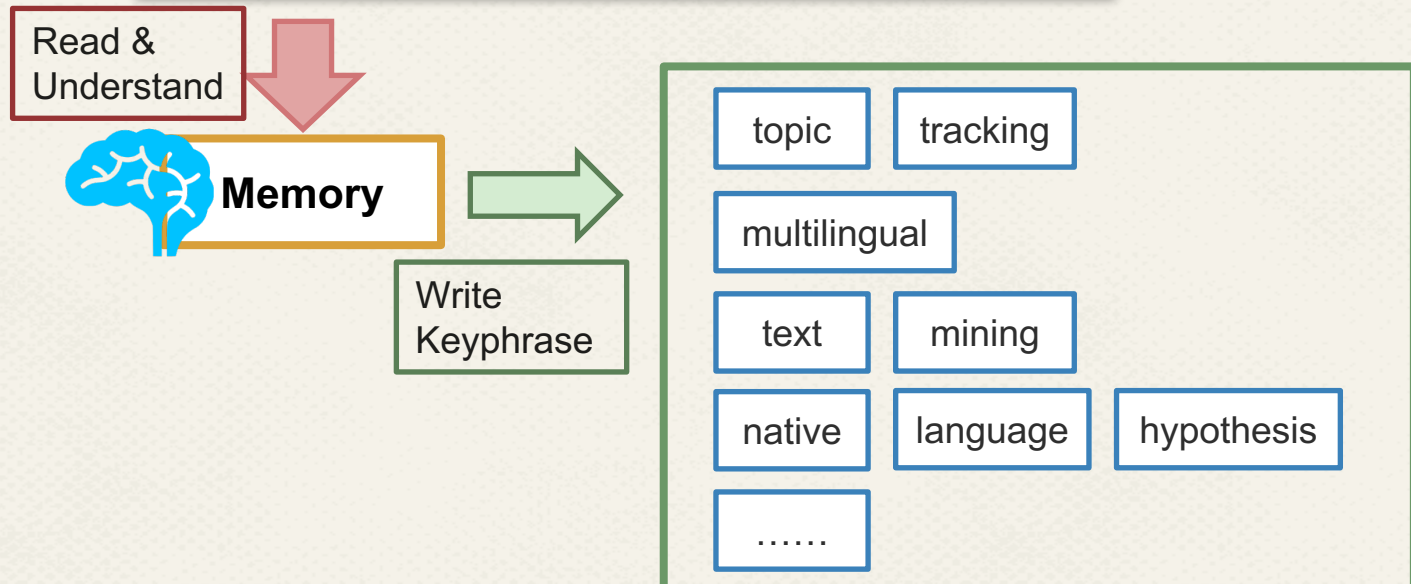 Read &
Understand
Memory
Write
Keyphrase
topic tracking
multilingual
text mining
native language hypothesis
......